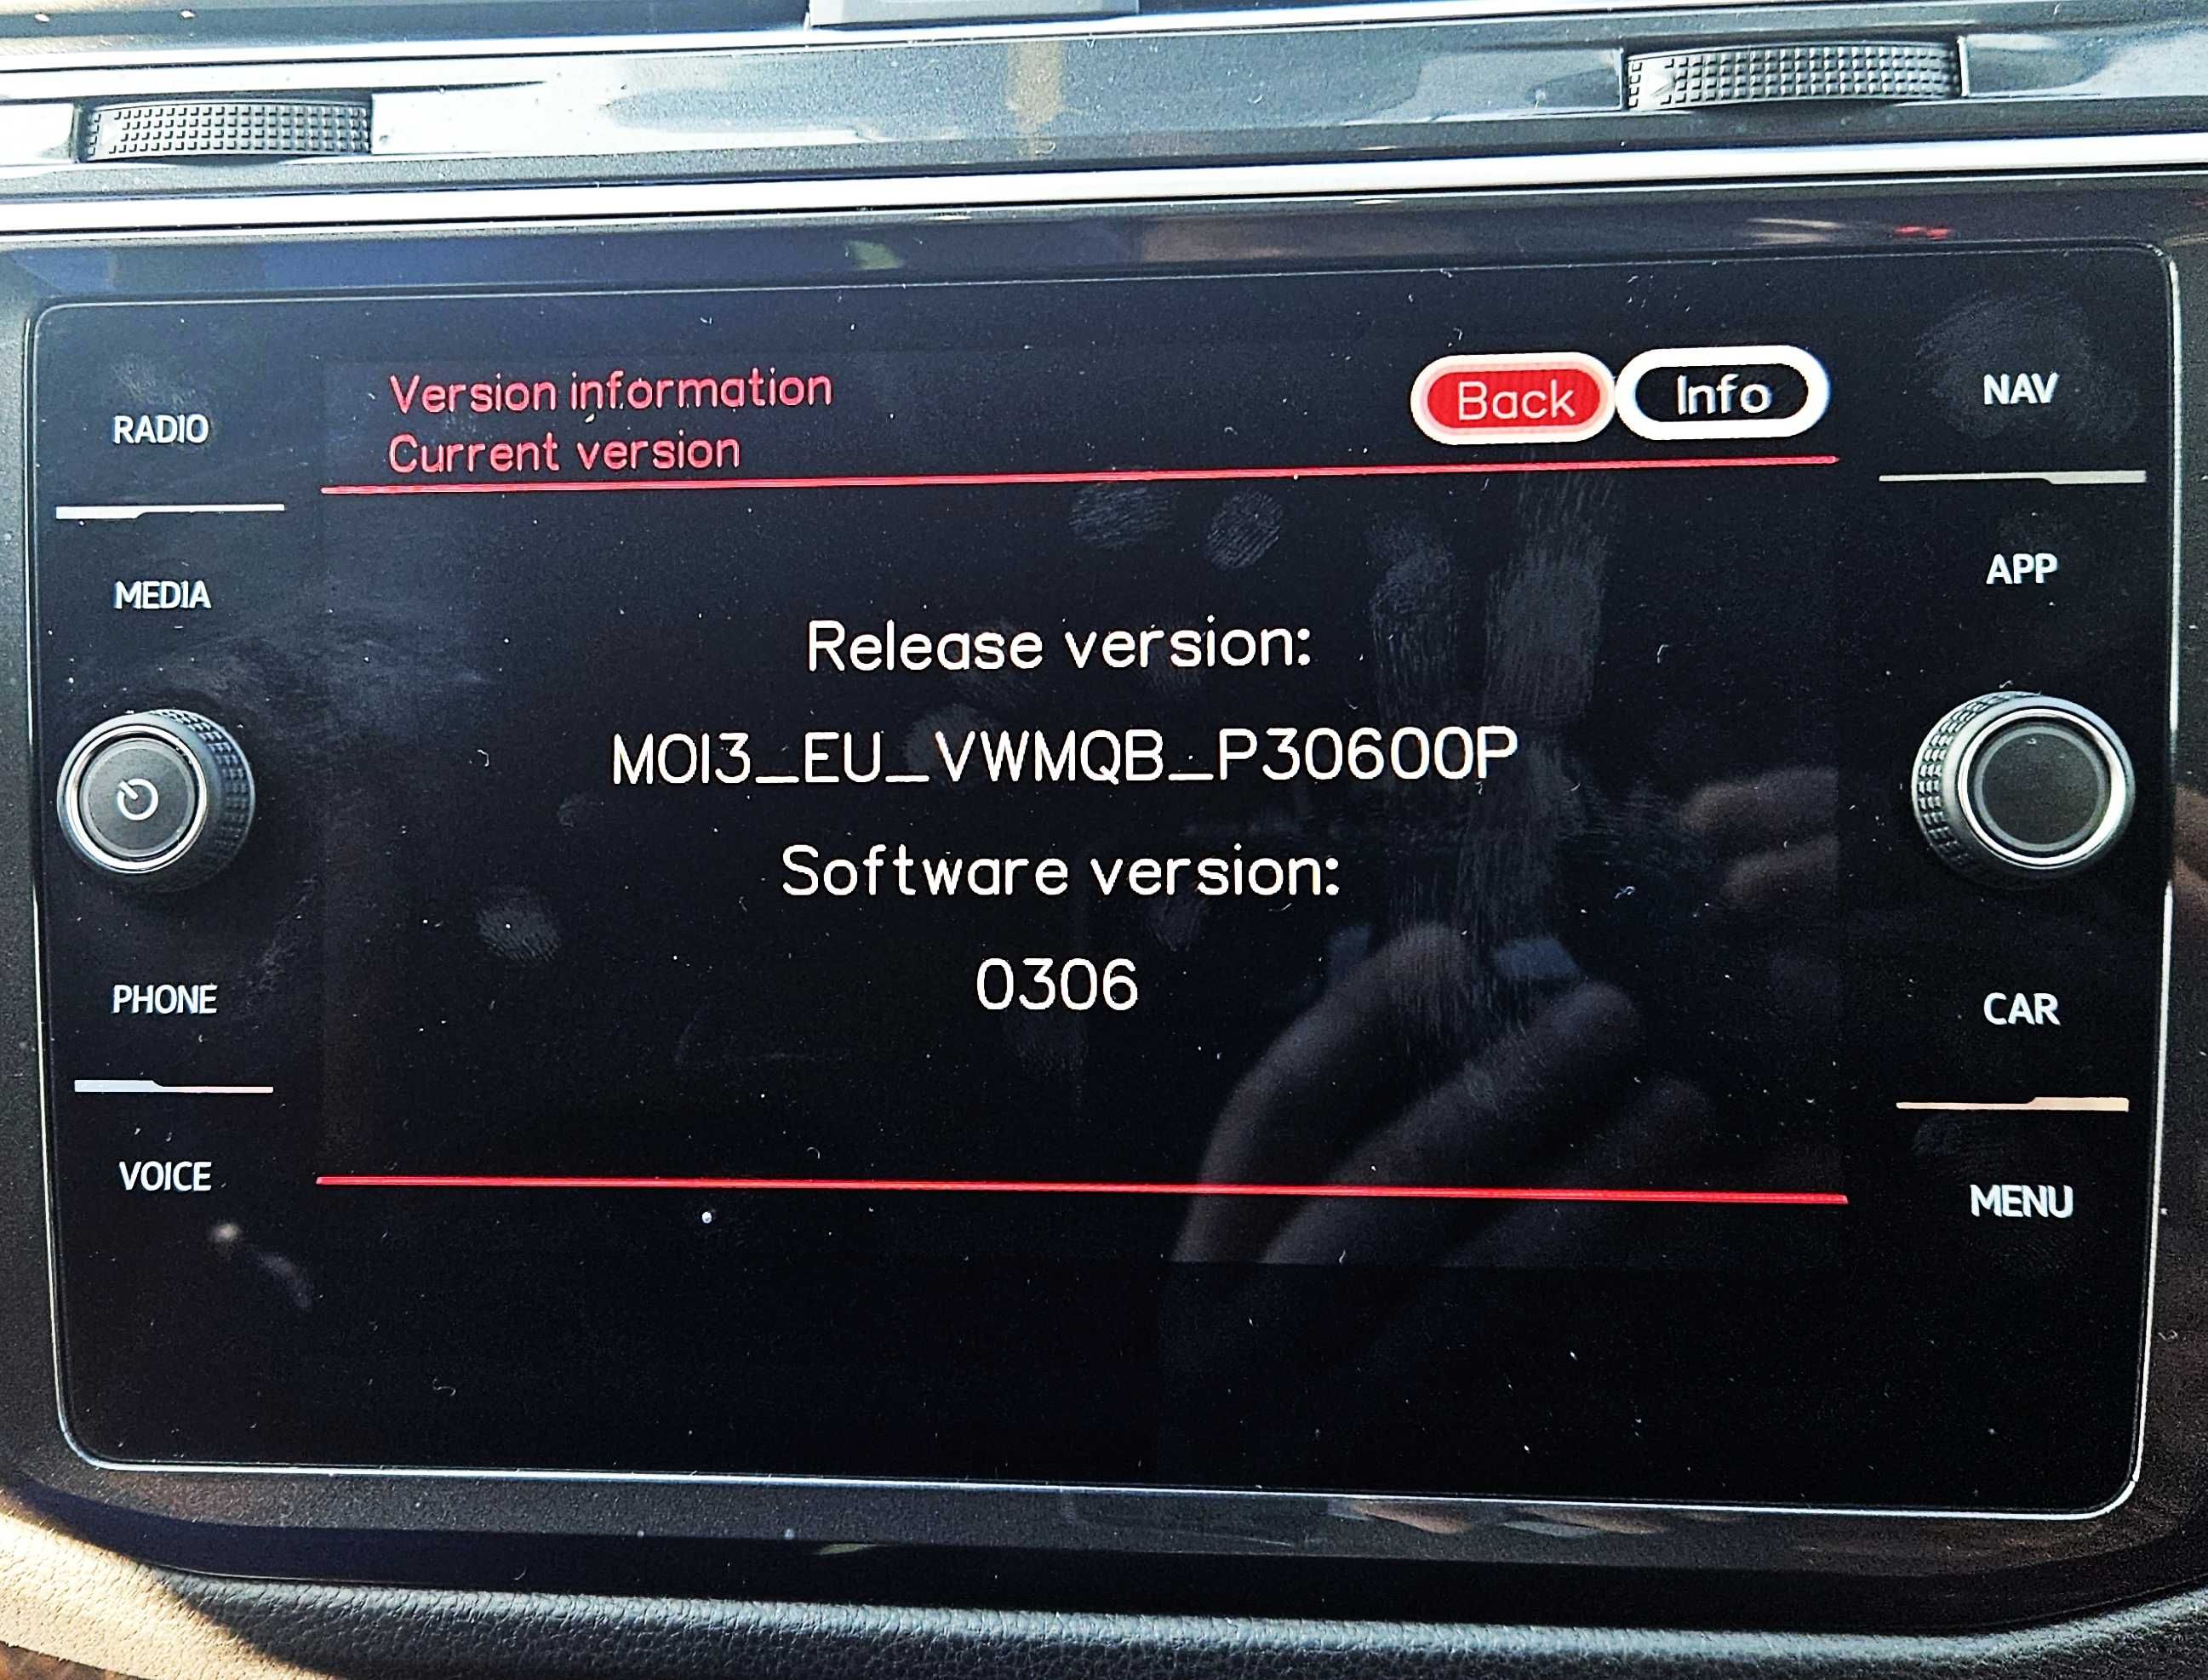 Version information
Current version
Back
Info
RADIO
MEDIA
PHONE
VOICE
Release version:
MOI3_EU_VWMQB_P30600P
Software version:
0306
NAV
APP
CAR
MENU